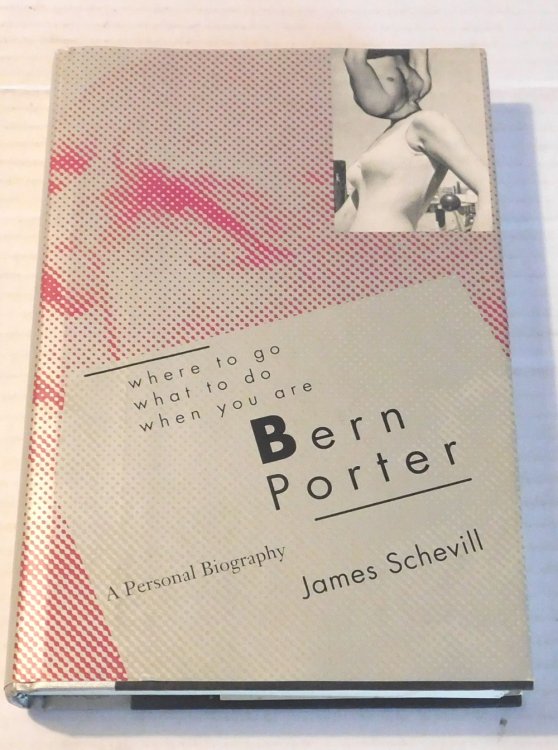 where to go
what to do
when you are
Bern
Porter
A Personal Biography
James Schevill